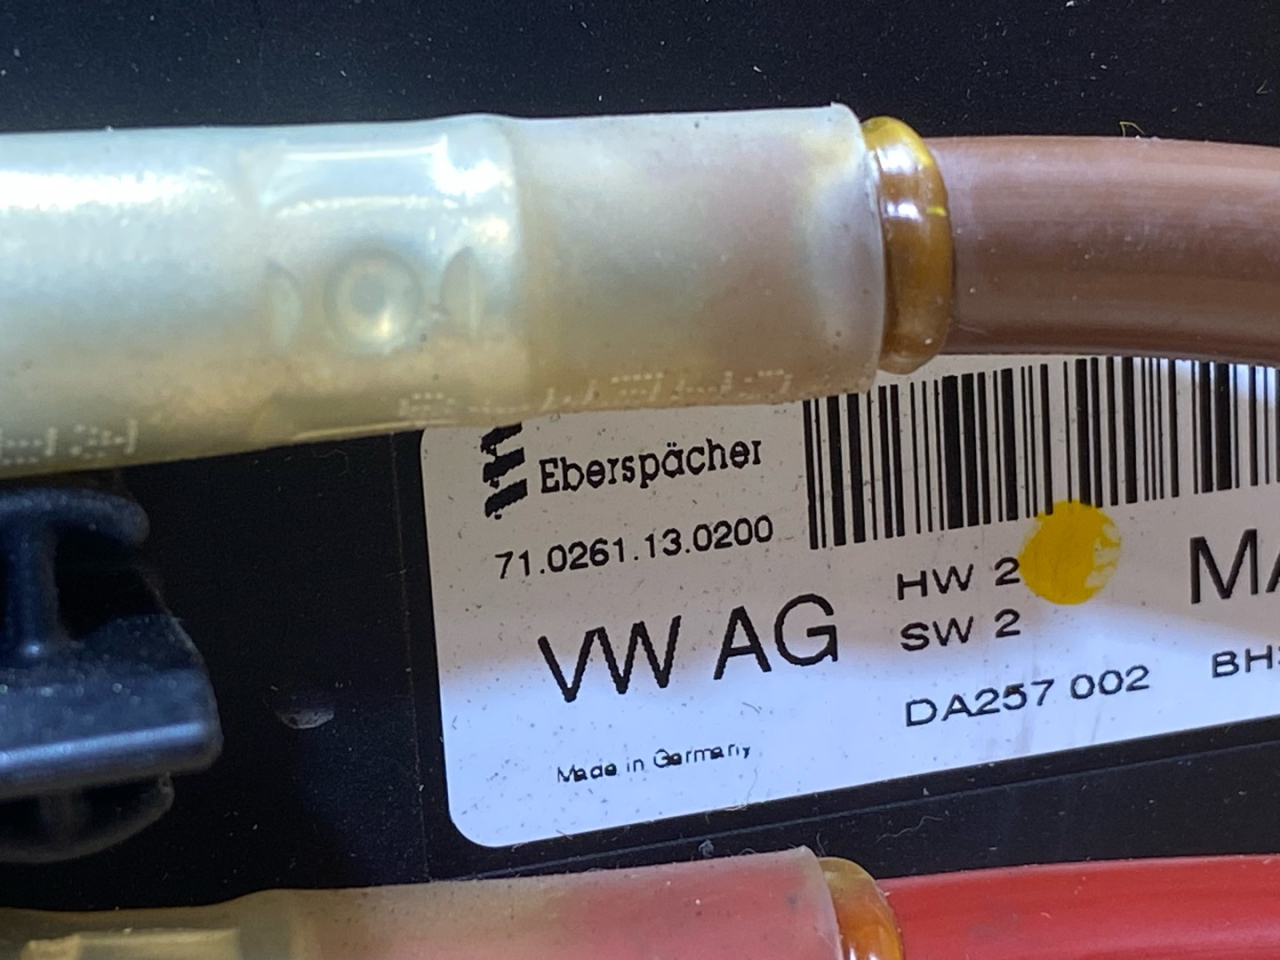 Eberspächer
71.0261.13.0200
VW AG
HW 2
SW 2
DA257 002
Made in Germany